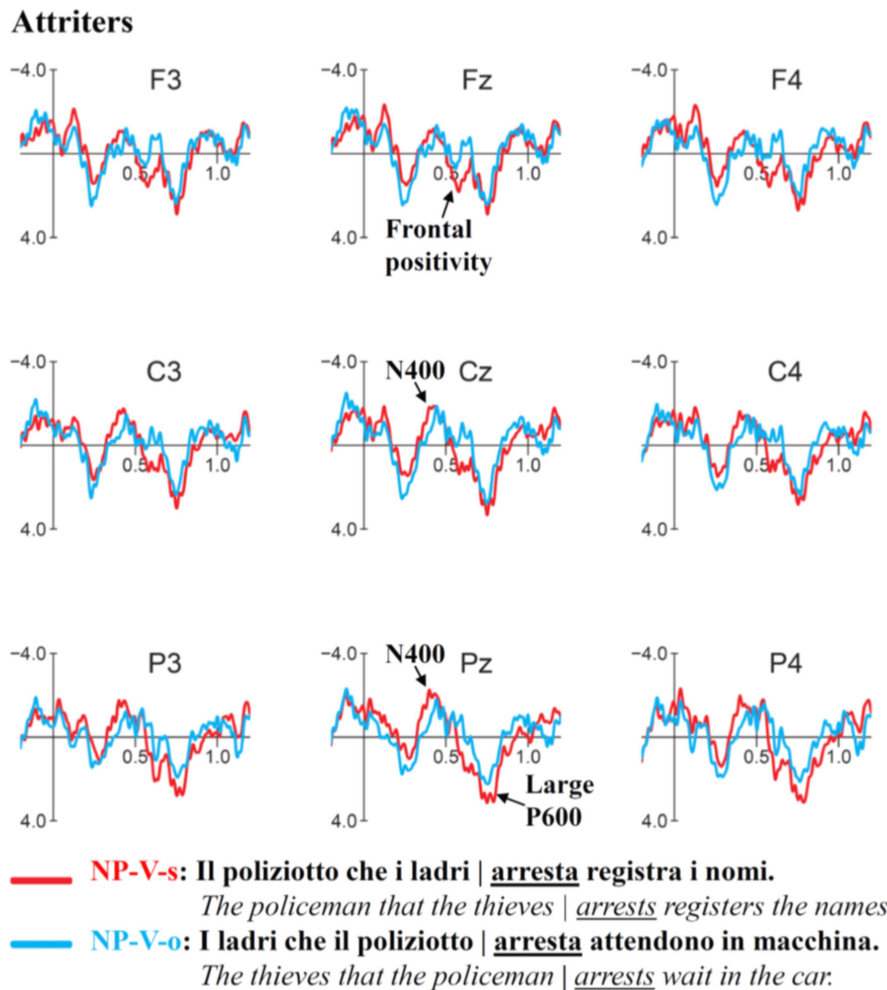 Attriters
−4.0 F3 −4.0 Fz −4.0 F4
0.5 1.0 0.5 1.0 0.5 1.0
4.0 4.0 4.0
Frontal
positivity
−4.0 C3 −4.0 N400 Cz −4.0 C4
0.5 1.0 0.5 1.0 0.5 1.0
4.0 4.0 4.0
−4.0 P3 −4.0 N400 Pz −4.0 P4
0.5 1.0 0.5 1.0 0.5 1.0
4.0 4.0 4.0
Large
P600
NP-V-s: Il poliziotto che i ladri | arresta registra i nomi.
The policeman that the thieves | arrests registers the names
NP-V-o: I ladri che il poliziotto | arresta attendono in macchina.
The thieves that the policeman | arrests wait in the car.